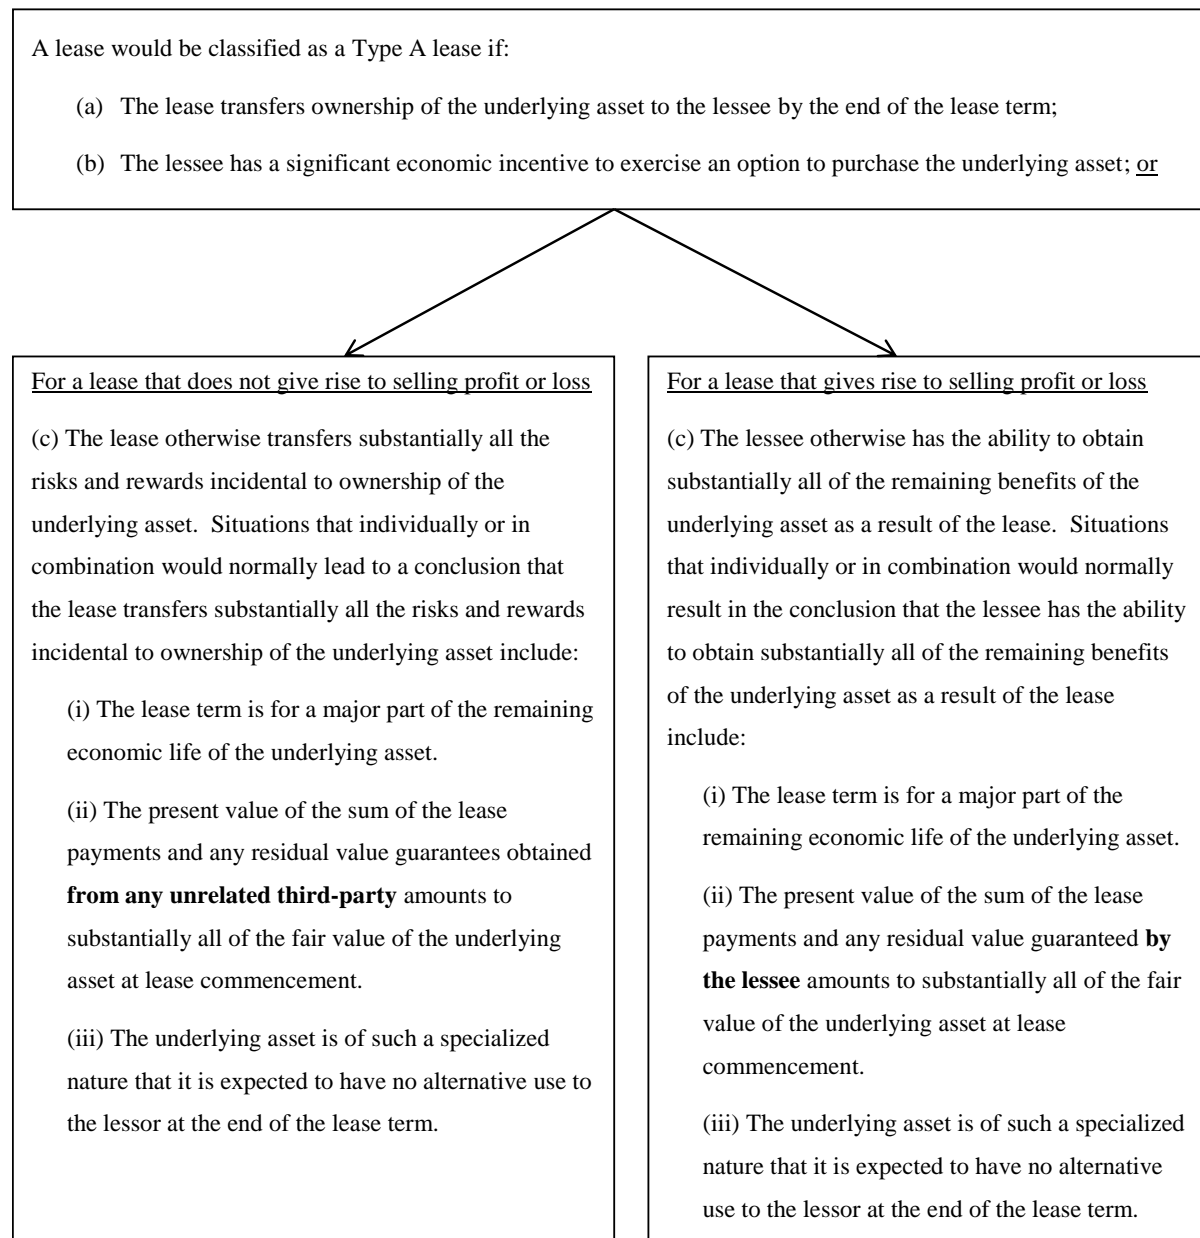 A lease would be classified as a Type A lease if:
(a) The lease transfers ownership of the underlying asset to the lessee by the end of the lease term;
(b) The lessee has a significant economic incentive to exercise an option to purchase the underlying asset; or
For a lease that does not give rise to selling profit or loss
(c) The lease otherwise transfers substantially all the
risks and rewards incidental to ownership of the
underlying asset.  Situations that individually or in
combination would normally lead to a conclusion that
the lease transfers substantially all the risks and rewards
incidental to ownership of the underlying asset include:
(i) The lease term is for a major part of the remaining
economic life of the underlying asset.
(ii) The present value of the sum of the lease
payments and any residual value guarantees obtained
from any unrelated third-party amounts to
substantially all of the fair value of the underlying
asset at lease commencement.
(iii) The underlying asset is of such a specialized
nature that it is expected to have no alternative use to
the lessor at the end of the lease term.
For a lease that gives rise to selling profit or loss
(c) The lessee otherwise has the ability to obtain
substantially all of the remaining benefits of the
underlying asset as a result of the lease.  Situations
that individually or in combination would normally
result in the conclusion that the lessee has the ability
to obtain substantially all of the remaining benefits
of the underlying asset as a result of the lease
include:
(i) The lease term is for a major part of the
remaining economic life of the underlying asset.
(ii) The present value of the sum of the lease
payments and any residual value guaranteed by
the lessee amounts to substantially all of the fair
value of the underlying asset at lease
commencement.
(iii) The underlying asset is of such a specialized
nature that it is expected to have no alternative
use to the lessor at the end of the lease term.